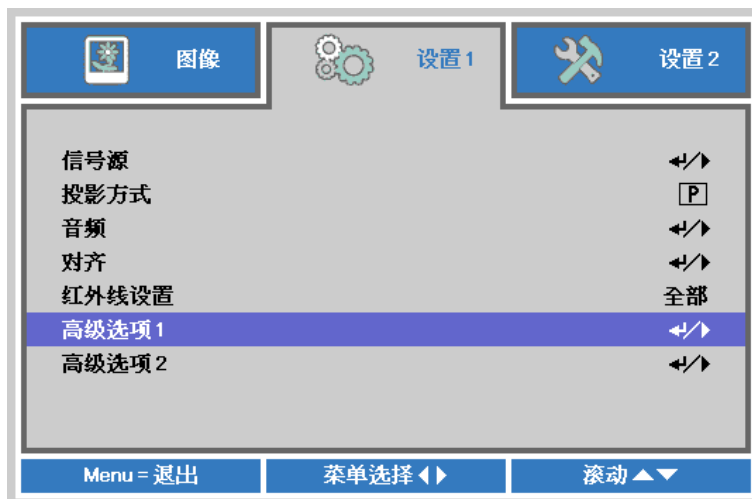 图像 设置1 设置2
信号源
投影方式 P
音频
对齐
红外线设置 全部
高级选项1
高级选项2
Menu = 退出 菜单选择 滚动